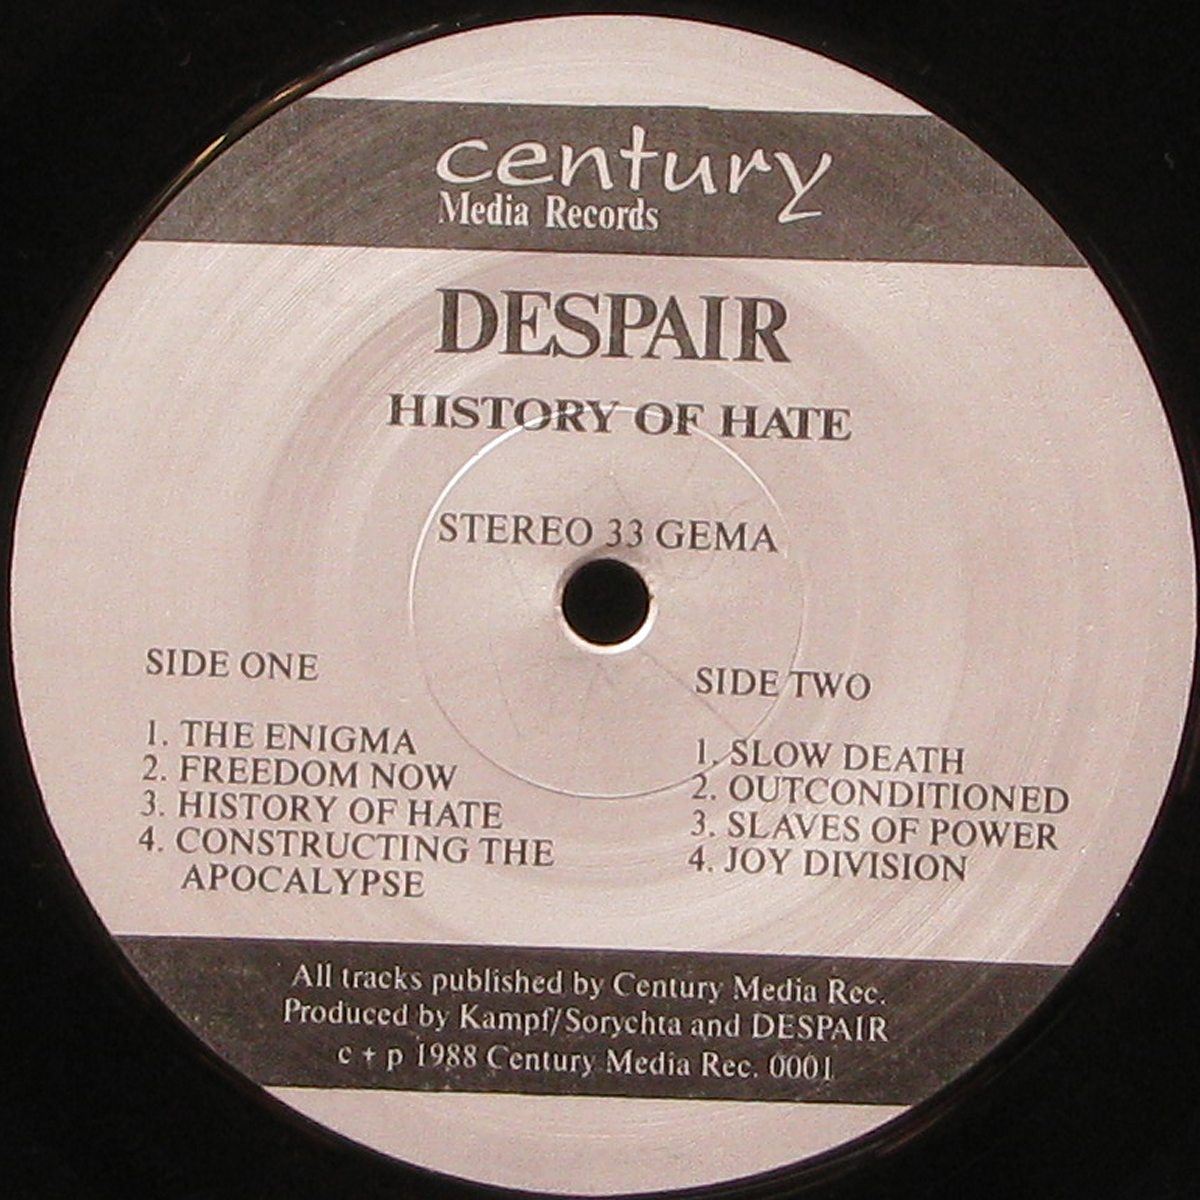 century
Media Records
DESPAIR
HISTORY OF HATE
STEREO 33 GEMA
SIDE ONE
1. THE ENIGMA
2. FREEDOM NOW
3. HISTORY OF HATE
4. CONSTRUCTING THE
APOCALYPSE
SIDE TWO
1. SLOW DEATH
2. OUTCONDITIONED
3. SLAVES OF POWER
4. JOY DIVISION
All tracks published by Century Media Rec.
Produced by Kampf/Sorychta and DESPAIR
c + p 1988 Century Media Rec. 0001